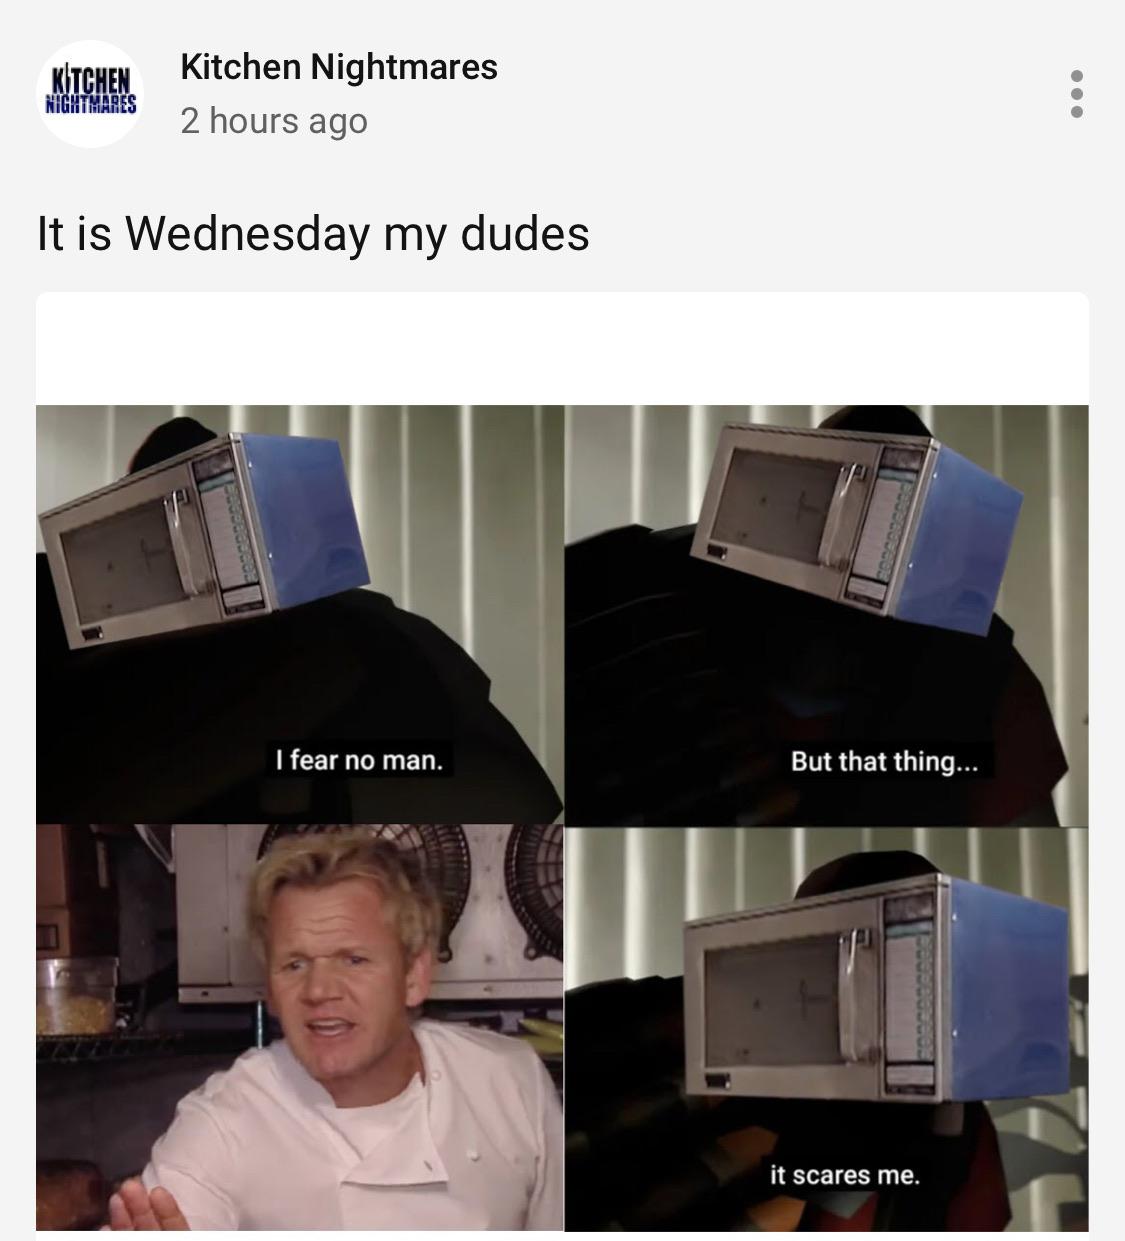 KITCHEN
NIGHTMARES
Kitchen Nightmares
2 hours ago
It is Wednesday my dudes
I fear no man.
But that thing...
it scares me.